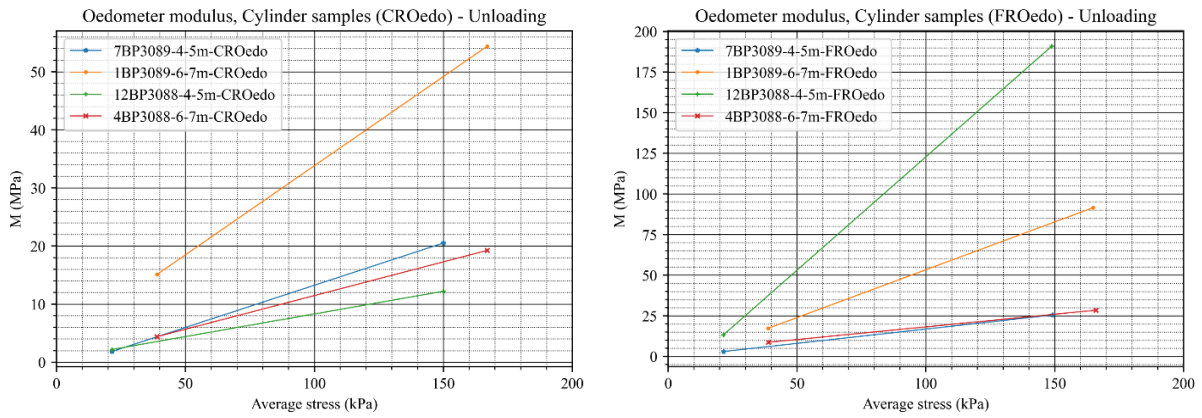 Oedometer modulus, Cylinder samples (CROedo) - Unloading
7BP3089-4-5m-CROedo
1BP3089-6-7m-CROedo
12BP3088-4-5m-CROedo
4BP3088-6-7m-CROedo
M (MPa)
50
40
30
20
10
0
0 50 100 150 200
Average stress (kPa)
Oedometer modulus, Cylinder samples (FROedo) - Unloading
7BP3089-4-5m-FROedo
1BP3089-6-7m-FROedo
12BP3088-4-5m-FROedo
4BP3088-6-7m-FROedo
M (MPa)
200
175
150
125
100
75
50
25
0
0 50 100 150 200
Average stress (kPa)